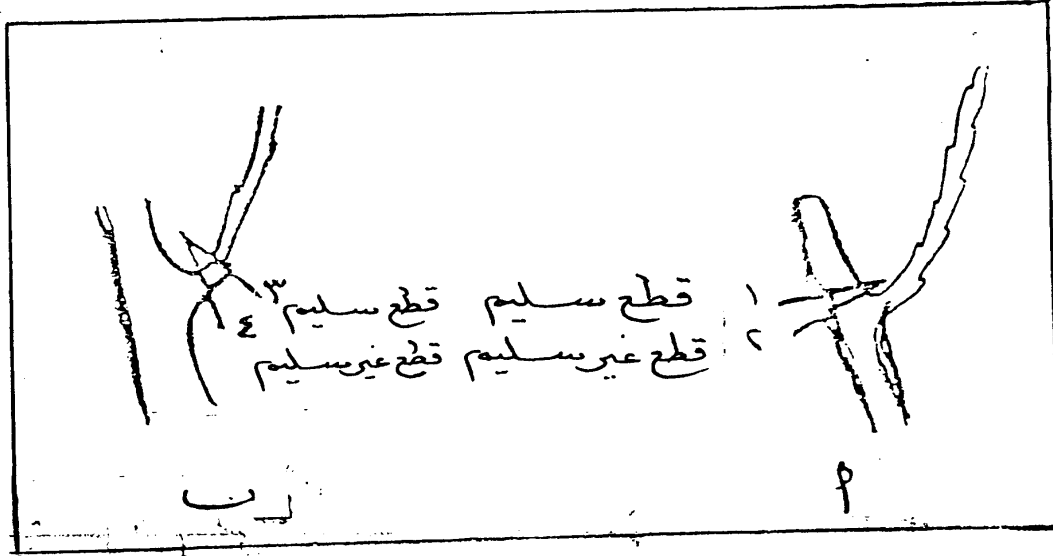 ١ قطع سليم قطع سليم ٣
٢ قطع غير سليم قطع غير سليم ٤
أ
ب